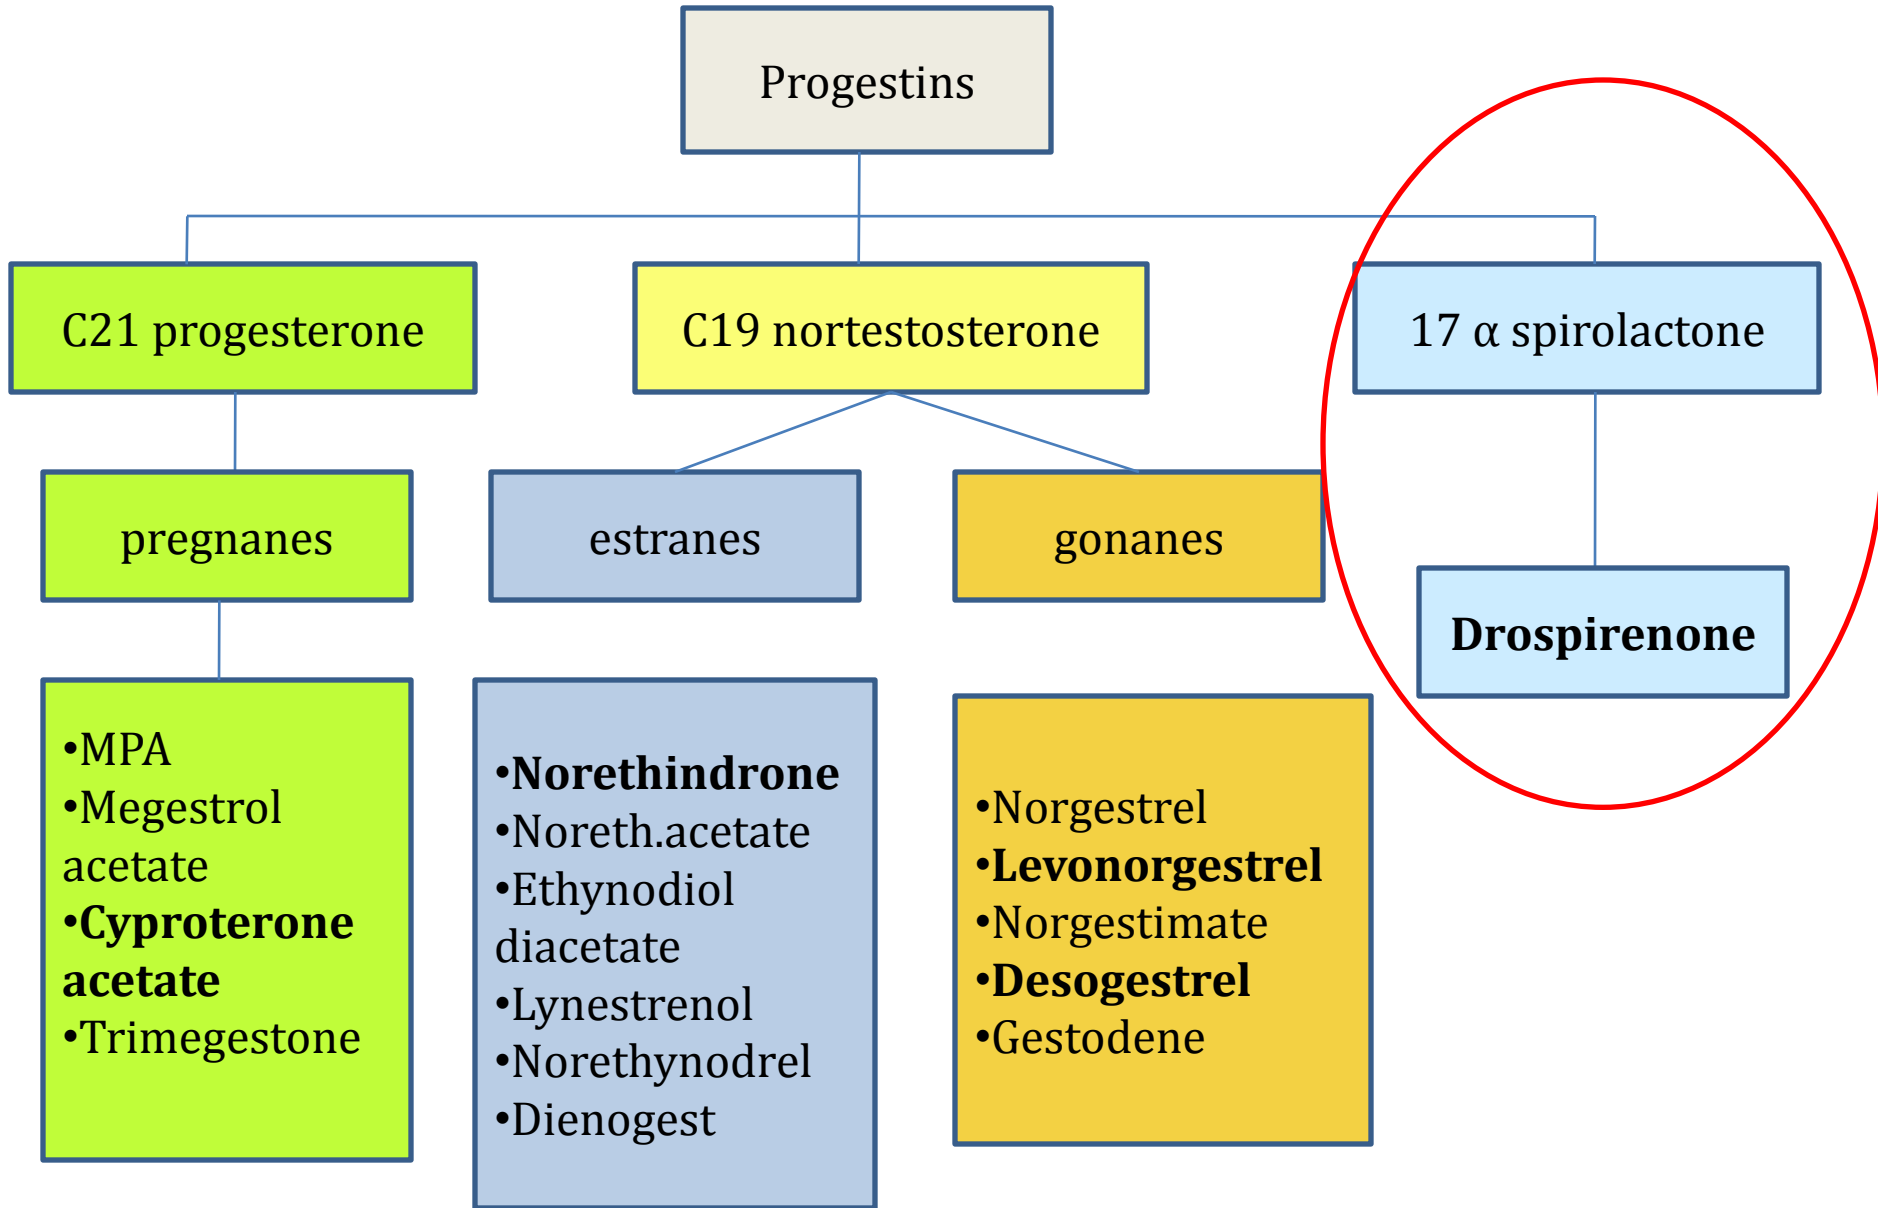 Progestins
C21 progesterone
C19 nortestosterone
17 α spirolactone
pregnanes
estranes
gonanes
Drospirenone
•MPA
•Megestrol
acetate
•Cyproterone
acetate
•Trimegestone
•Norethindrone
•Noreth.acetate
•Ethynodiol
diacetate
•Lynestrenol
•Norethynodrel
•Dienogest
•Norgestrel
•Levonorgestrel
•Norgestimate
•Desogestrel
•Gestodene